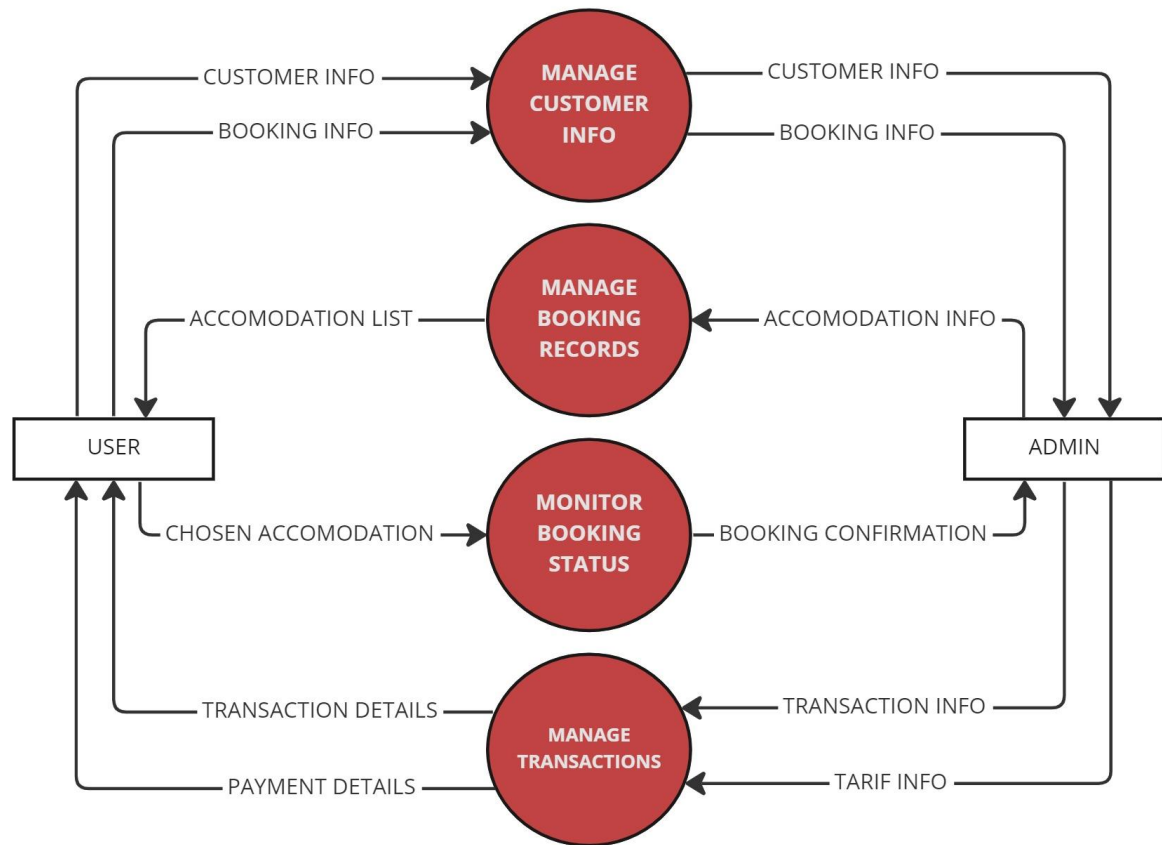 CUSTOMER INFO
MANAGE
CUSTOMER
INFO
CUSTOMER INFO
BOOKING INFO
BOOKING INFO
ACCOMODATION LIST
MANAGE
BOOKING
RECORDS
ACCOMODATION INFO
USER
ADMIN
CHOSEN ACCOMODATION
MONITOR
BOOKING
STATUS
BOOKING CONFIRMATION
TRANSACTION DETAILS
MANAGE
TRANSACTIONS
TRANSACTION INFO
PAYMENT DETAILS
TARIF INFO